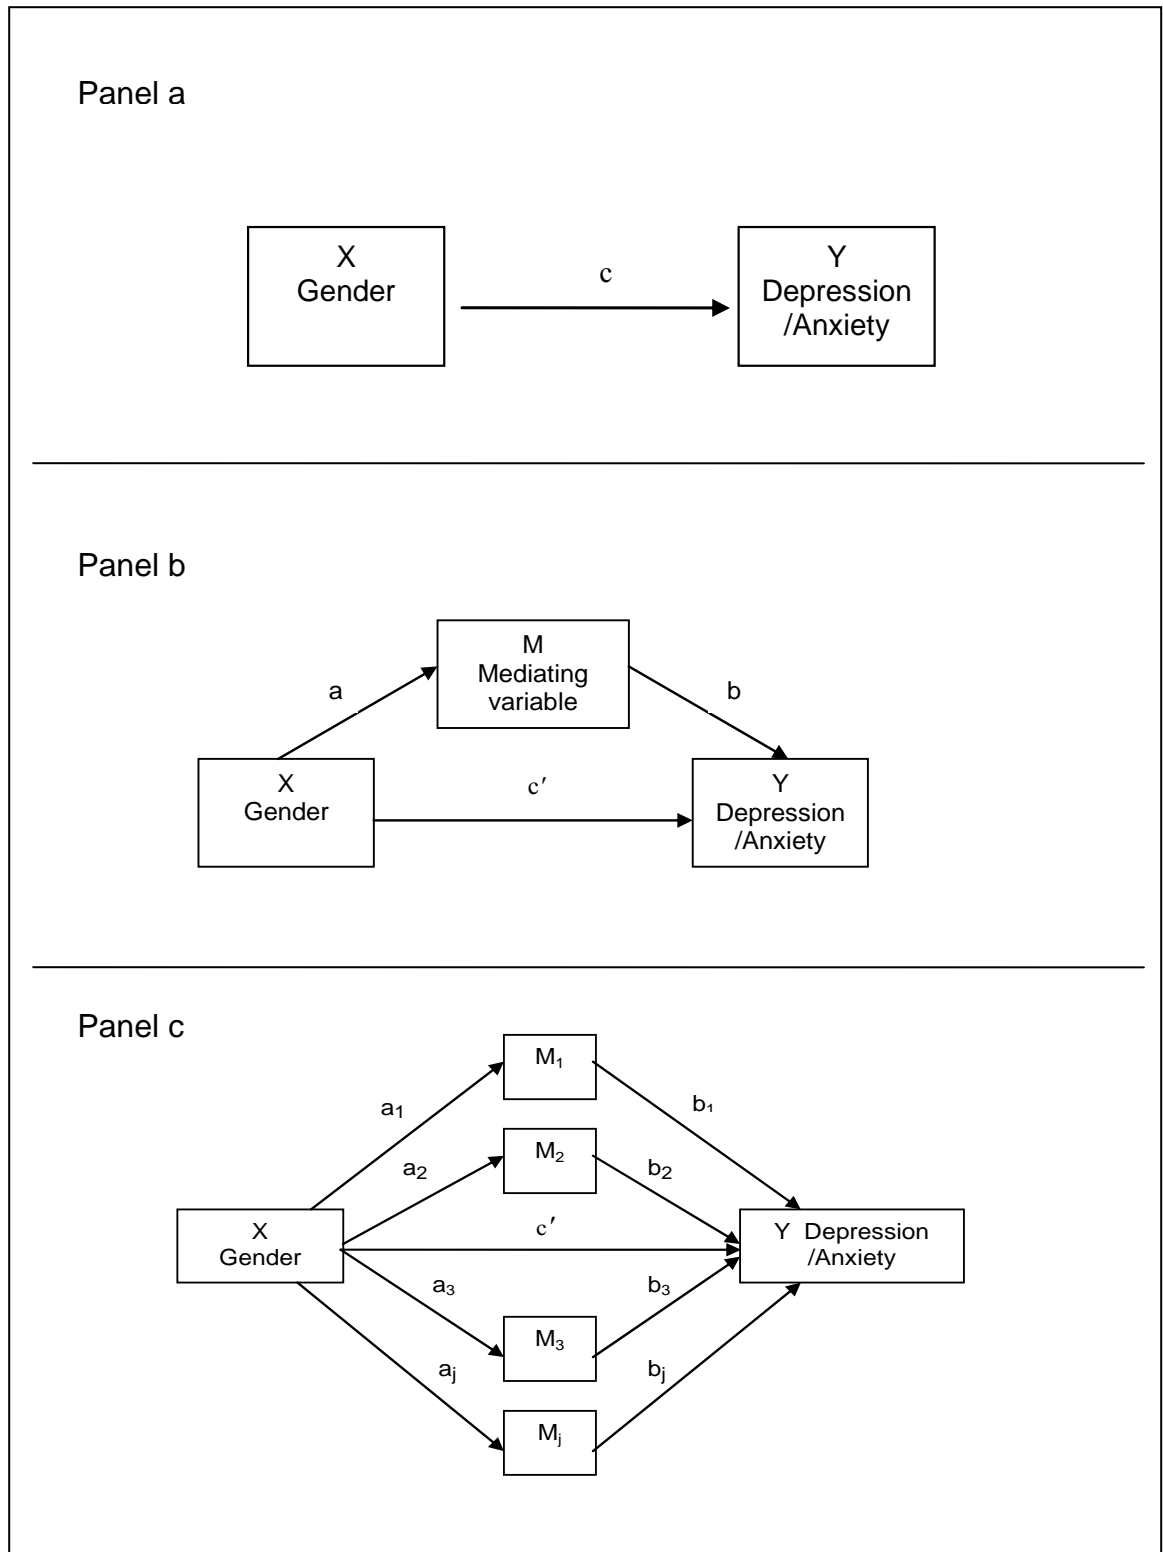 Panel a
X
Gender
c
Y
Depression
/Anxiety
Panel b
M
Mediating
variable
a
b
X
Gender
c′
Y
Depression
/Anxiety
Panel c
M₁
a₁
b₁
M₂
a₂
b₂
X
Gender
c′
Y Depression
/Anxiety
a₃
b₃
M₃
aⱼ
bⱼ
Mⱼ